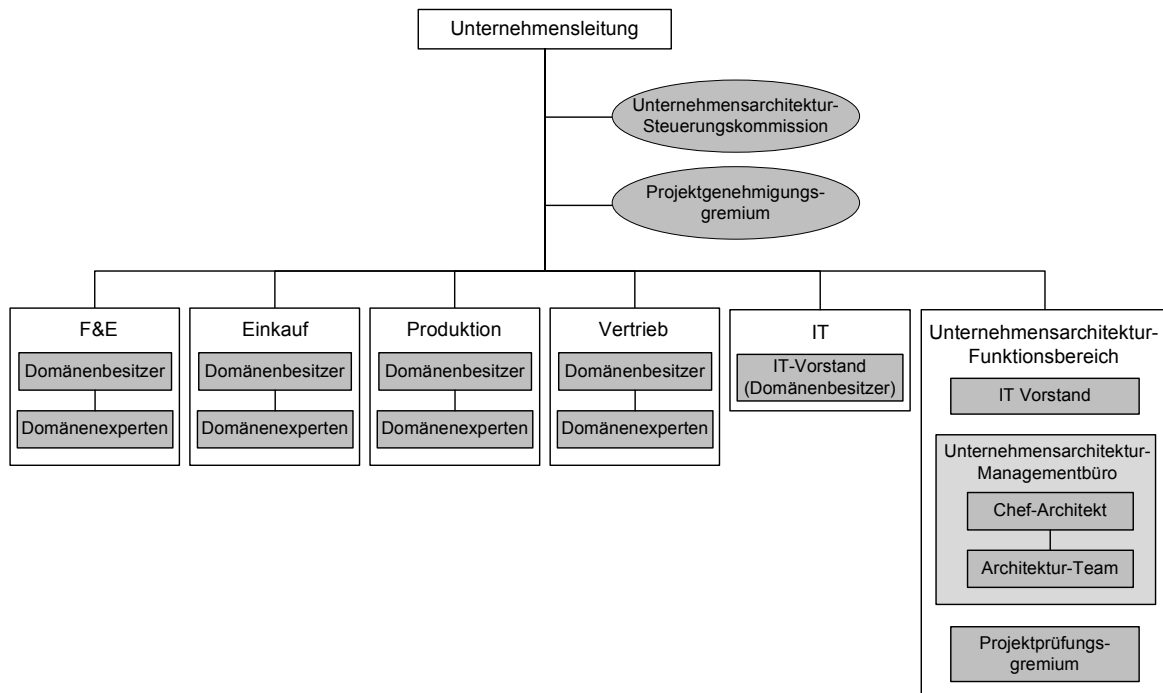 Unternehmensleitung
Unternehmensarchitektur-
Steuerungskommission
Projektgenehmigungs-
gremium
F&E
Domänenbesitzer
Domänenexperten
Einkauf
Domänenbesitzer
Domänenexperten
Produktion
Domänenbesitzer
Domänenexperten
Vertrieb
Domänenbesitzer
Domänenexperten
IT
IT-Vorstand
(Domänenbesitzer)
Unternehmensarchitektur-
Funktionsbereich
IT Vorstand
Unternehmensarchitektur-
Managementbüro
Chef-Architekt
Architektur-Team
Projektprüfungs-
gremium